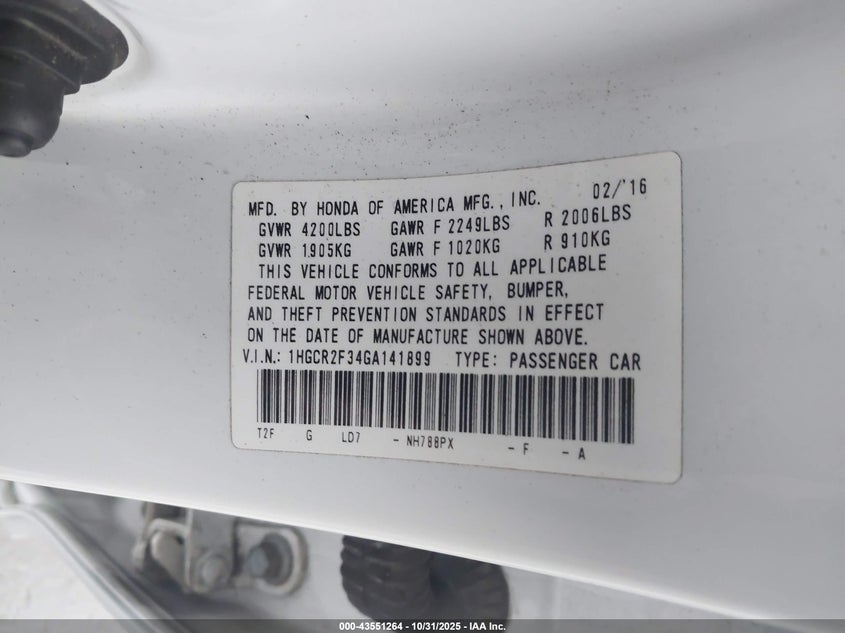 MFD. BY HONDA OF AMERICA MFG., INC. 02/'16
GVWR 4200LBS GAWR F 2249LBS R 2006LBS
GVWR 1905KG GAWR F 1020KG R 910KG
THIS VEHICLE CONFORMS TO ALL APPLICABLE
FEDERAL MOTOR VEHICLE SAFETY, BUMPER,
AND THEFT PREVENTION STANDARDS IN EFFECT
ON THE DATE OF MANUFACTURE SHOWN ABOVE.
V.I.N.: 1HGCR2F34GA141899 TYPE: PASSENGER CAR
T2F G LD7 - NH788PX - F - A
000-43551264 - 10/31/2025 - IAA Inc.